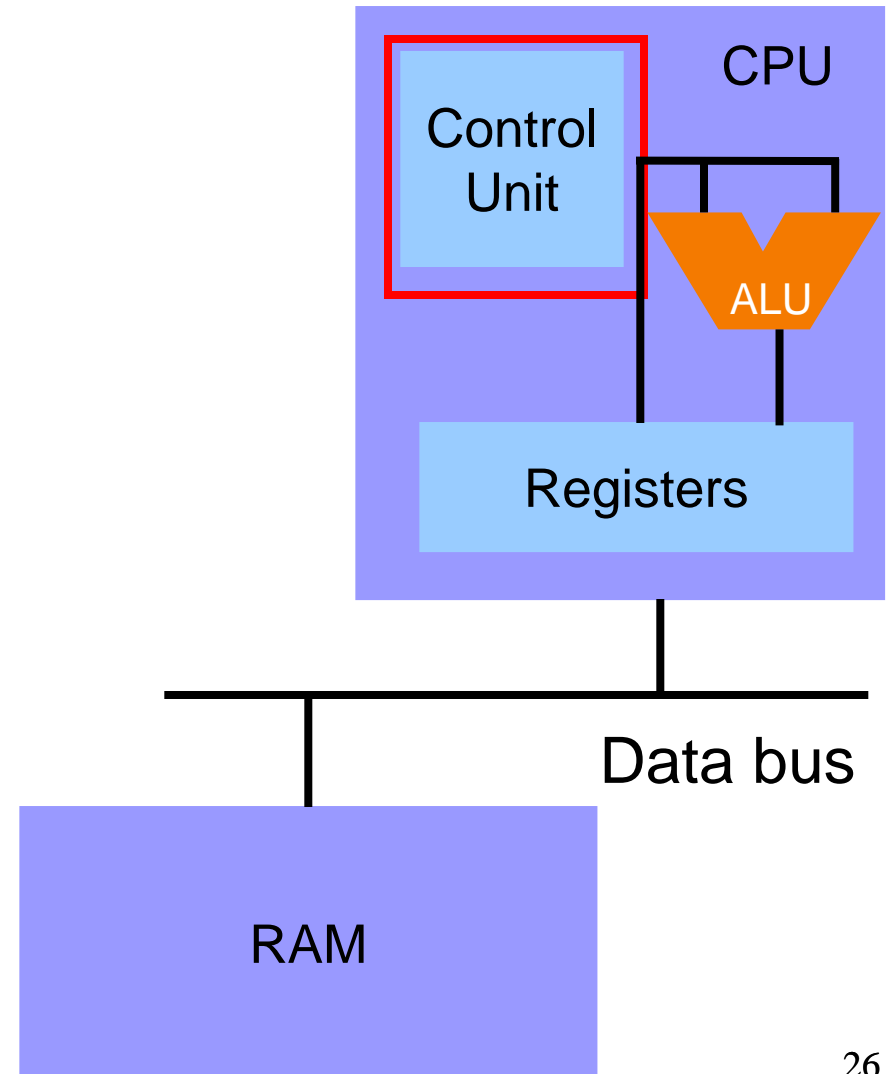 CPU
Control
Unit
ALU
Registers
Data bus
RAM
26